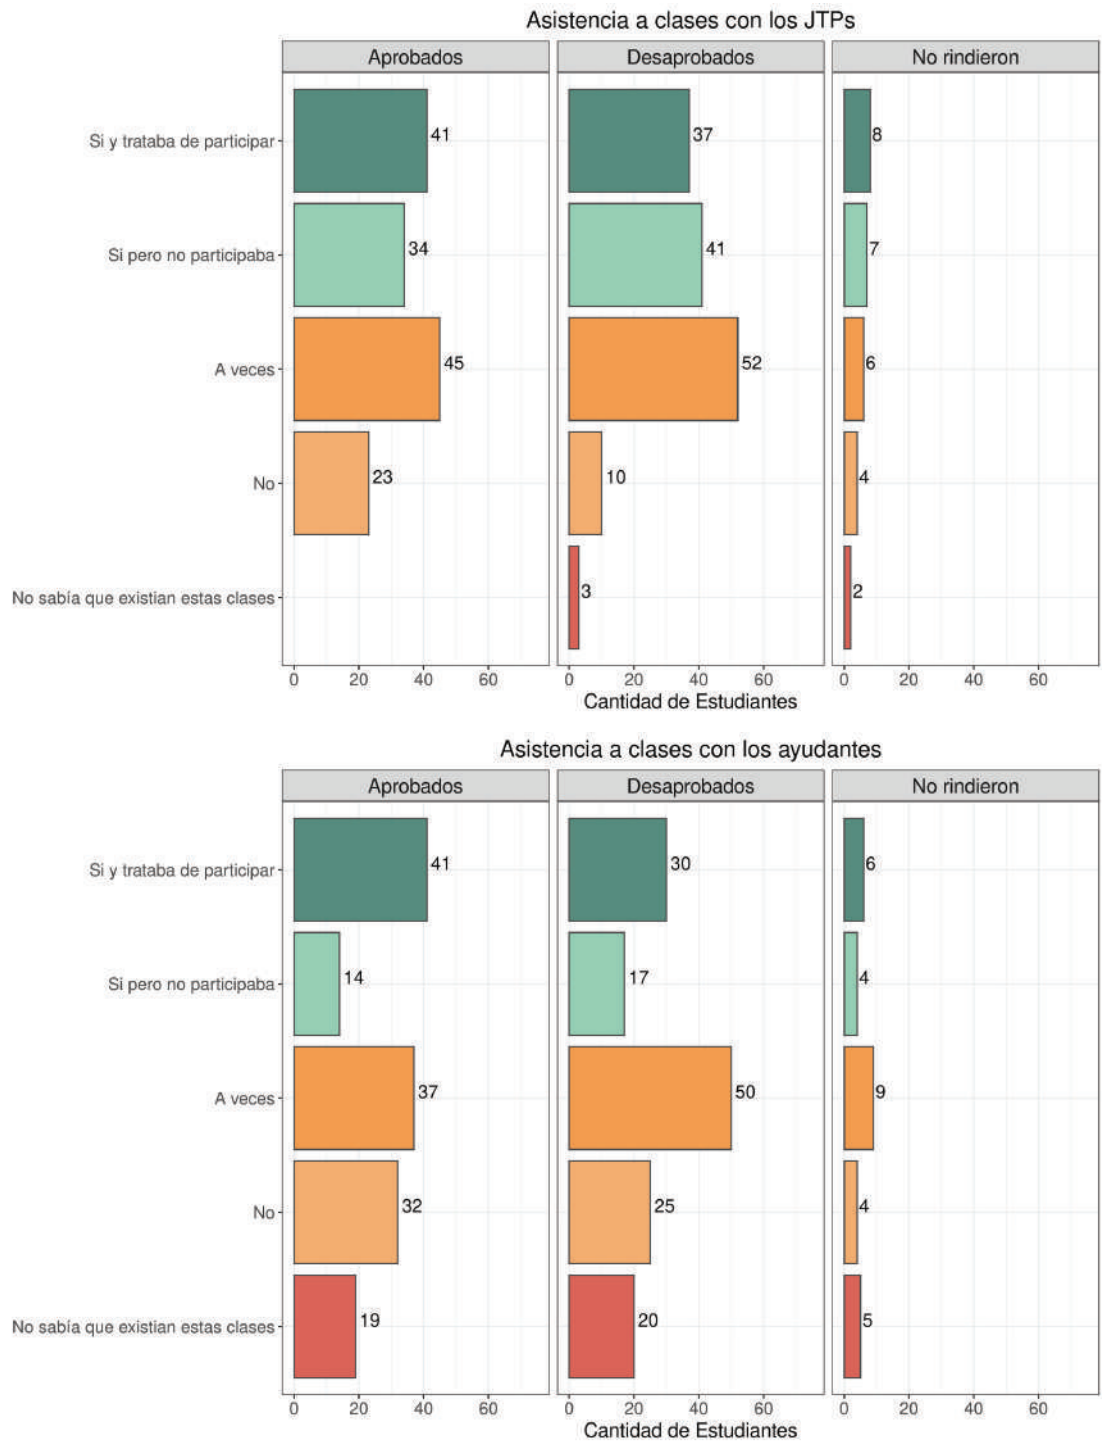 Asistencia a clases con los JTPs
Aprobados Desaprobados No rindieron
Si y trataba de participar 41 37 8
Si pero no participaba 34 41 7
A veces 45 52 6
No 23 10 4
No sabía que existian estas clases 3 2
0 20 40 60 0 20 40 60 0 20 40 60
Cantidad de Estudiantes
Asistencia a clases con los ayudantes
Aprobados Desaprobados No rindieron
Si y trataba de participar 41 30 6
Si pero no participaba 14 17 4
A veces 37 50 9
No 32 25 4
No sabía que existian estas clases 19 20 5
0 20 40 60 0 20 40 60 0 20 40 60
Cantidad de Estudiantes